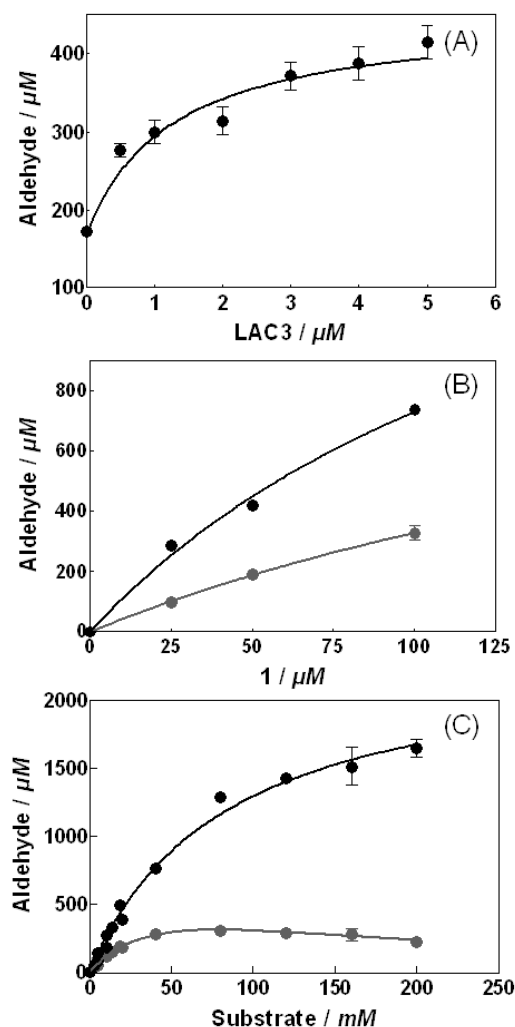 (A)
Aldehyde / µM
400
300
200
100
0 1 2 3 4 5 6
LAC3 / µM
(B)
Aldehyde / µM
800
600
400
200
0
0 25 50 75 100 125
1 / µM
(C)
Aldehyde / µM
2000
1500
1000
500
0
0 50 100 150 200 250
Substrate / mM